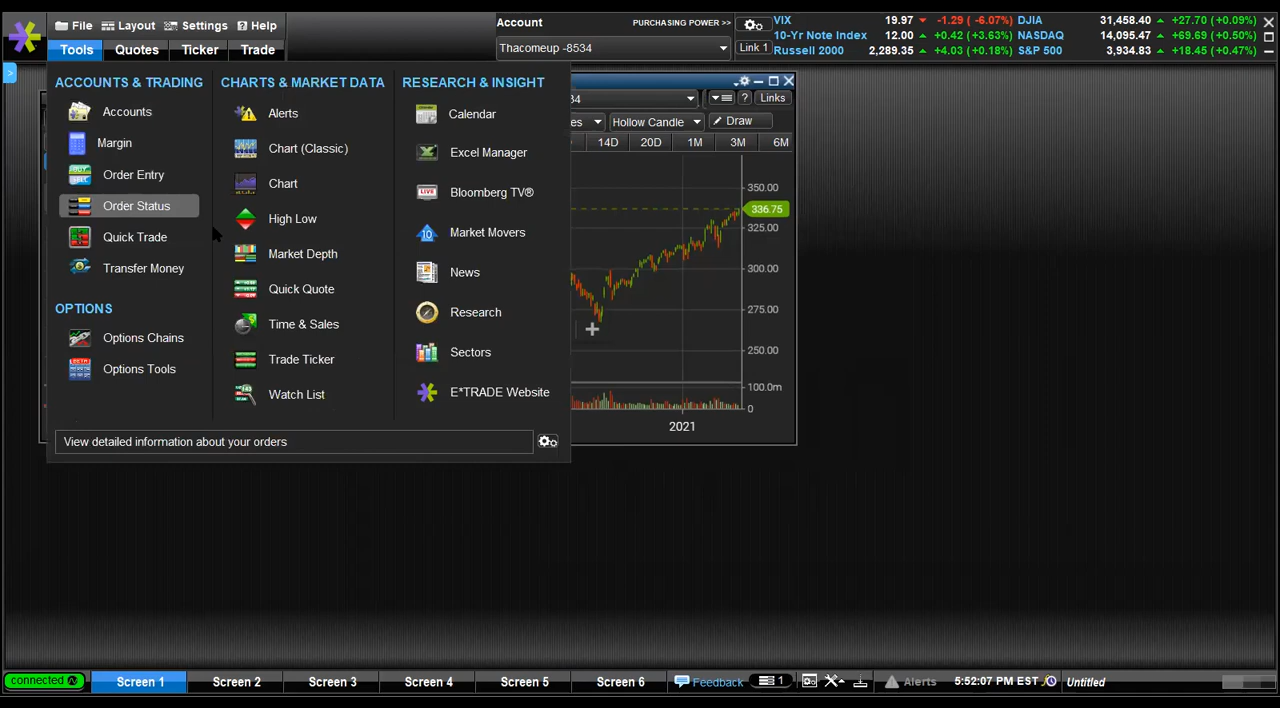 File Layout Settings ? Help
Account PURCHASING POWER >>
VIX 19.97 -1.29 (-6.07%) DJIA 31,458.40 +27.70 (+0.09%)
10-Yr Note Index 12.00 +0.42 (+3.63%) NASDAQ 14,095.47 +69.69 (+0.50%)
Russell 2000 2,289.35 +4.03 (+0.18%) S&P 500 3,934.83 +18.45 (+0.47%)
Tools Quotes Ticker Trade
Thacomeup -8534
Link 1
>
ACCOUNTS & TRADING
Accounts
Margin
Order Entry
Order Status
Quick Trade
Transfer Money
OPTIONS
Options Chains
Options Tools
CHARTS & MARKET DATA
Alerts
Chart (Classic)
Chart
High Low
Market Depth
Quick Quote
Time & Sales
Trade Ticker
Watch List
RESEARCH & INSIGHT
Calendar
Excel Manager
LIVE Bloomberg TV®
10 Market Movers
News
Research
Sectors
E*TRADE Website
View detailed information about your orders
34 ? Links
es Hollow Candle Draw
14D 20D 1M 3M 6M
350.00
336.75
325.00
300.00
275.00
250.00
100.0m
0
2021
connected Screen 1 Screen 2 Screen 3 Screen 4 Screen 5 Screen 6 Feedback 1 Alerts 5:52:07 PM EST Untitled